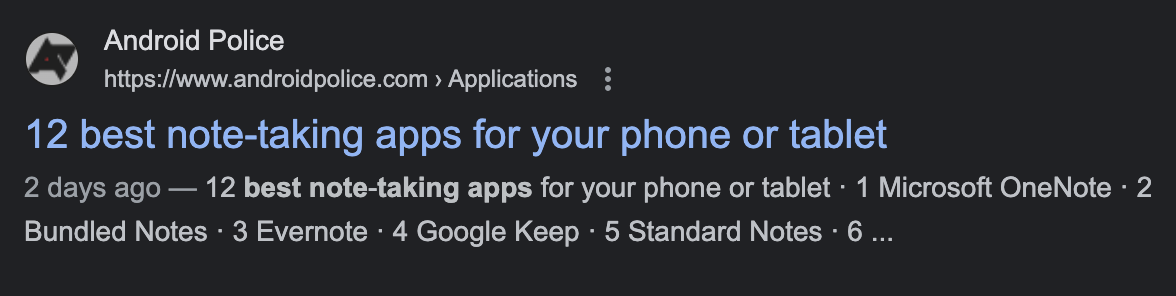 Android Police
https://www.androidpolice.com › Applications
12 best note-taking apps for your phone or tablet
2 days ago — 12 best note-taking apps for your phone or tablet · 1 Microsoft OneNote · 2
Bundled Notes · 3 Evernote · 4 Google Keep · 5 Standard Notes · 6 ...